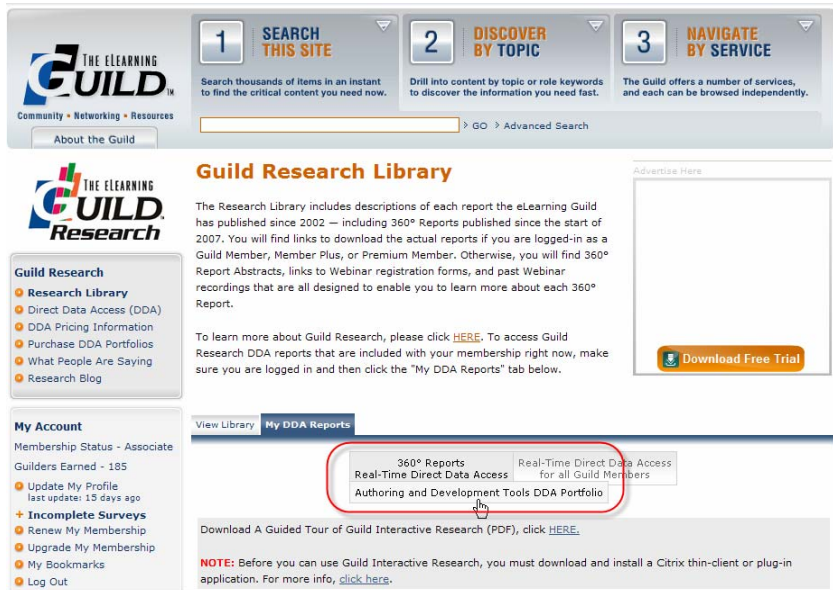 THE ELEARNING
GUILD™
Community • Networking • Resources
About the Guild
1 SEARCH
THIS SITE
Search thousands of items in an instant
to find the critical content you need now.
2 DISCOVER
BY TOPIC
Drill into content by topic or role keywords
to discover the information you need fast.
3 NAVIGATE
BY SERVICE
The Guild offers a number of services,
and each can be browsed independently.
GO Advanced Search
THE ELEARNING
GUILD.
Research
Guild Research
Research Library
Direct Data Access (DDA)
DDA Pricing Information
Purchase DDA Portfolios
What People Are Saying
Research Blog
My Account
Membership Status - Associate
Guilders Earned - 185
Update My Profile
last update: 15 days ago
Incomplete Surveys
Renew My Membership
Upgrade My Membership
My Bookmarks
Log Out
Guild Research Library
The Research Library includes descriptions of each report the eLearning Guild
has published since 2002 — including 360° Reports published since the start of
2007. You will find links to download the actual reports if you are logged-in as a
Guild Member, Member Plus, or Premium Member. Otherwise, you will find 360°
Report Abstracts, links to Webinar registration forms, and past Webinar
recordings that are all designed to enable you to learn more about each 360°
Report.
To learn more about Guild Research, please click HERE. To access Guild
Research DDA reports that are included with your membership right now, make
sure you are logged in and then click the "My DDA Reports" tab below.
Advertise Here
Download Free Trial
View Library My DDA Reports
360° Reports
Real-Time Direct Data Access
Real-Time Direct Data Access
for all Guild Members
Authoring and Development Tools DDA Portfolio
Download A Guided Tour of Guild Interactive Research (PDF), click HERE.
NOTE: Before you can use Guild Interactive Research, you must download and install a Citrix thin-client or plug-in
application. For more info, click here.